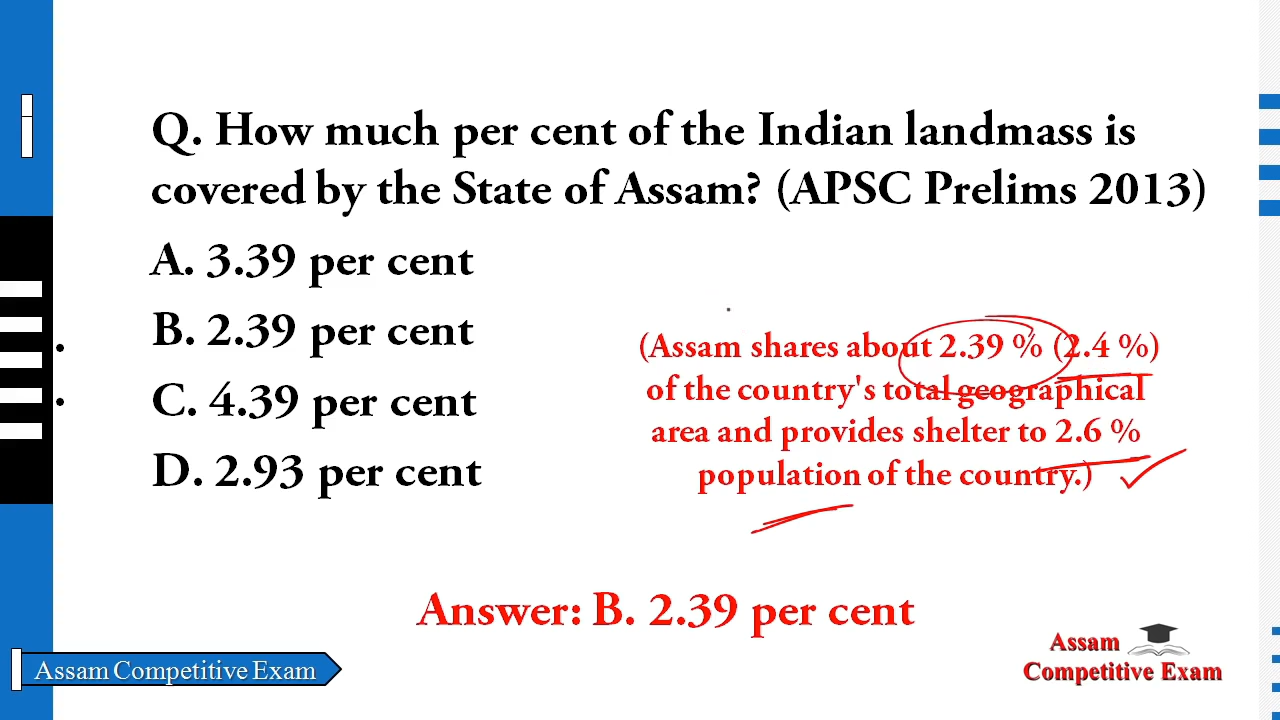 Q. How much per cent of the Indian landmass is
covered by the State of Assam? (APSC Prelims 2013)
A. 3.39 per cent
B. 2.39 per cent
C. 4.39 per cent
D. 2.93 per cent
(Assam shares about 2.39 % (2.4 %)
of the country's total geographical
area and provides shelter to 2.6 %
population of the country.)
Answer: B. 2.39 per cent
Assam Competitive Exam
Assam
Competitive Exam